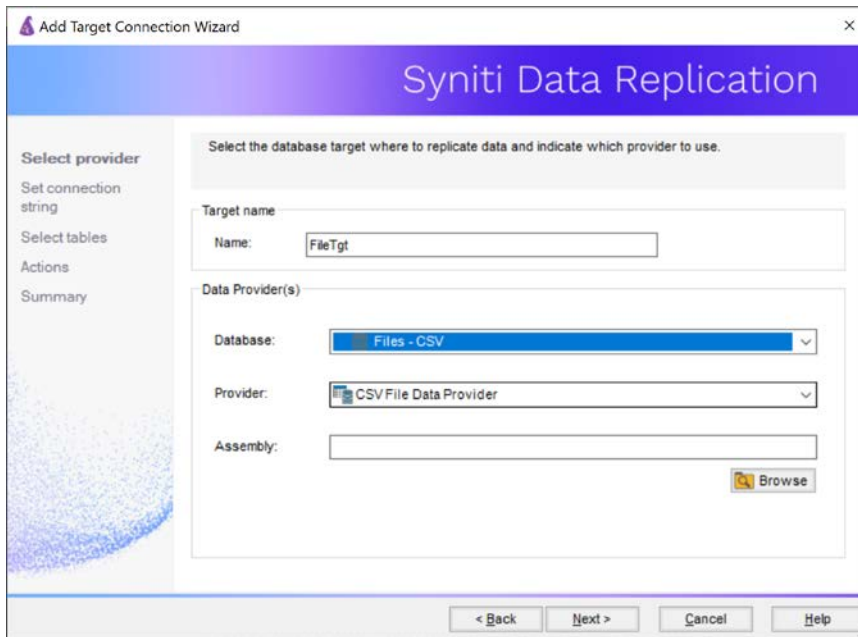 Add Target Connection Wizard
Syniti Data Replication
Select provider
Set connection
string
Select tables
Actions
Summary
Select the database target where to replicate data and indicate which provider to use.
Target name
Name:
FileTgt
Data Provider(s)
Database:
Files - CSV
Provider:
CSV File Data Provider
Assembly:
Browse
< Back
Next >
Cancel
Help